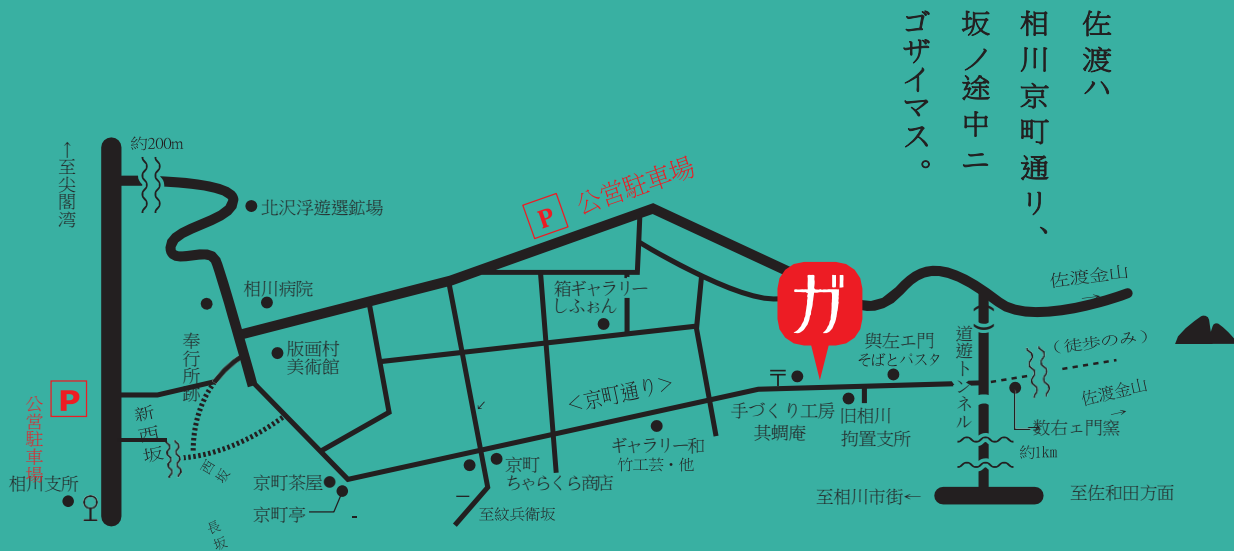 佐渡ハ
相川京町通リ、
坂ノ途中ニ
ゴザイマス。
約200m
↑至尖閣湾
北沢浮遊選鉱場
P 公営駐車場
相川病院
箱ギャラリー
しふぉん
ガ
佐渡金山
→
版画村
美術館
奉行所跡
與左エ門
そばとパスタ
道遊トンネル
（徒歩のみ）
P
公営駐車場
新西坂
西坂
＜京町通り＞
〒
手づくり工房
其蜩庵
旧相川
拘置支所
佐渡金山
→
数右ェ門窯
ギャラリー和
竹工芸・他
約1km
相川支所
京町茶屋
京町亭
京町
ちゃらくら商店
至紋兵衛坂
長坂
至相川市街←
至佐和田方面